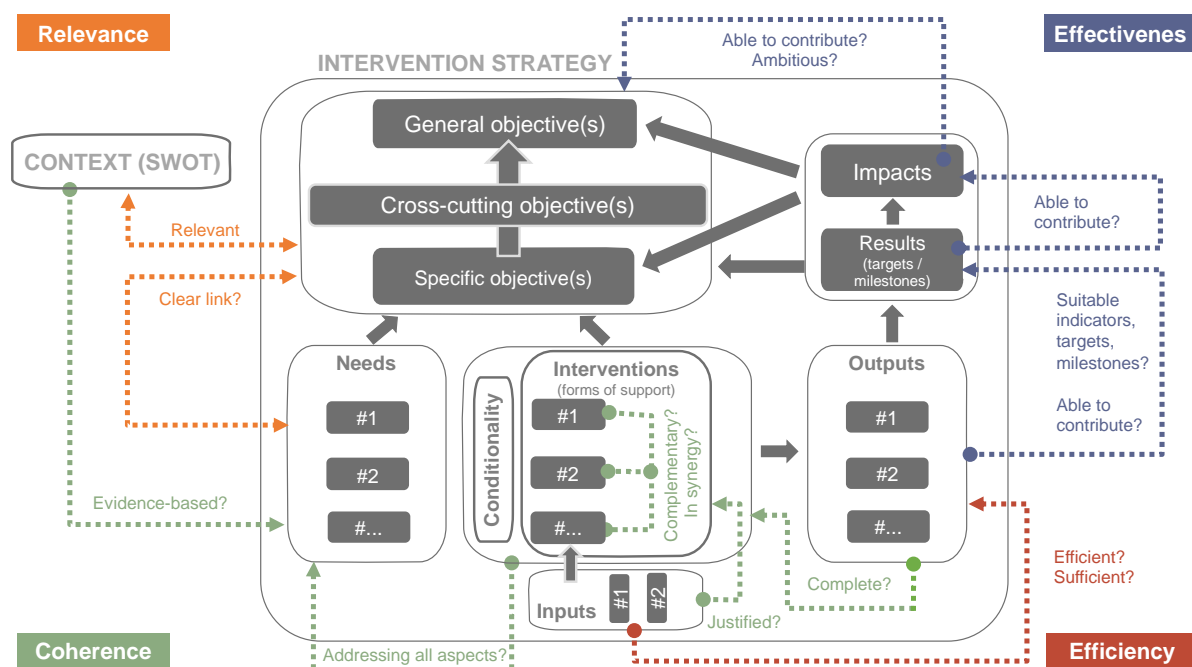 Relevance
Effectivenes
Able to contribute?
Ambitious?
INTERVENTION STRATEGY
General objective(s)
CONTEXT (SWOT)
Impacts
Cross-cutting objective(s)
Able to
contribute?
Relevant
Results
(targets /
milestones)
Specific objective(s)
Clear link?
Suitable
indicators,
targets,
milestones?
Able to
contribute?
Needs
#1
#2
#...
Conditionality
Interventions
(forms of support)
#1
#2
#...
Complementary?
In synergy?
Outputs
#1
#2
#...
Evidence-based?
Efficient?
Sufficient?
Complete?
Inputs
#1
#2
Justified?
Coherence
Addressing all aspects?
Efficiency